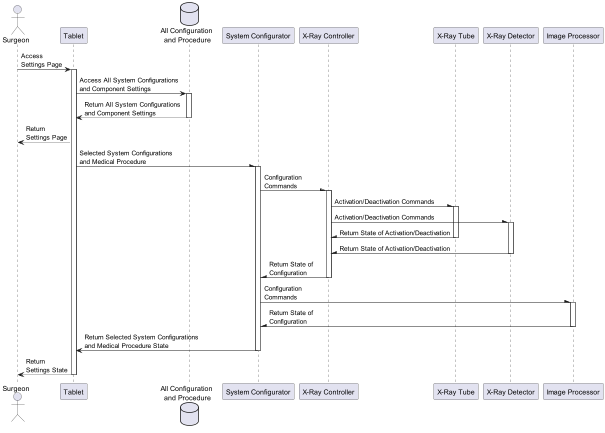 All Configuration
and Procedure
Surgeon
Tablet
System Configurator
X-Ray Controller
X-Ray Tube
X-Ray Detector
Image Processor
Access
Settings Page
Access All System Configurations
and Component Settings
Return All System Configurations
and Component Settings
Return
Settings Page
Selected System Configurations
and Medical Procedure
Configuration
Commands
Activation/Deactivation Commands
Activation/Deactivation Commands
Return State of Activation/Deactivation
Return State of Activation/Deactivation
Return State of
Configuration
Configuration
Commands
Return State of
Configuration
Return Selected System Configurations
and Medical Procedure State
Return
Settings State
Surgeon
Tablet
All Configuration
and Procedure
System Configurator
X-Ray Controller
X-Ray Tube
X-Ray Detector
Image Processor